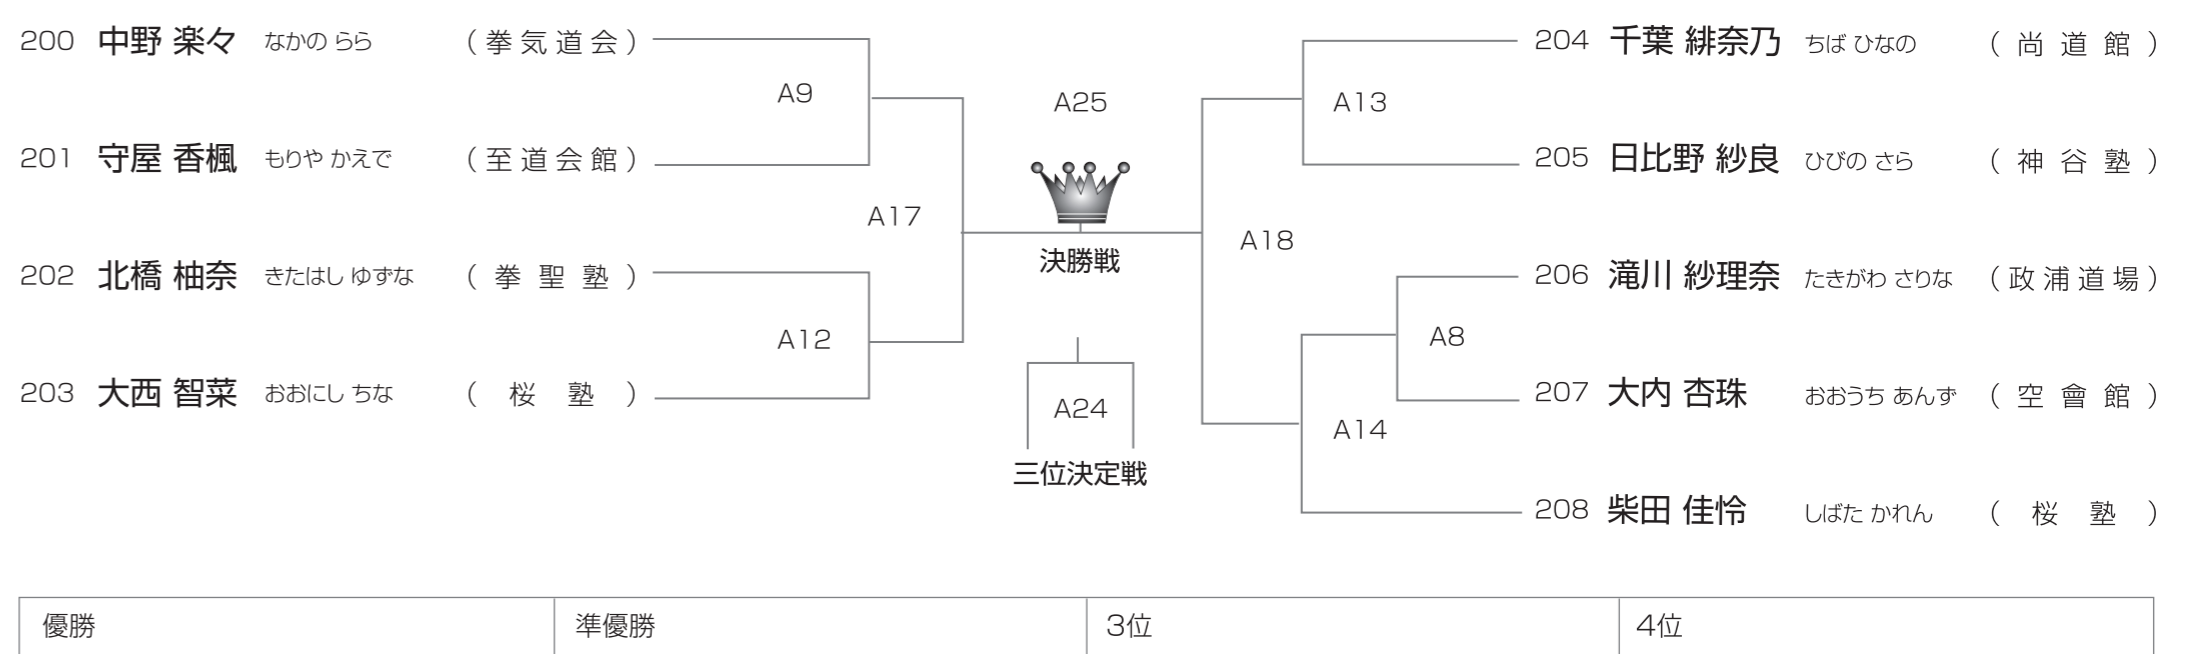 200 中野 楽々 なかの らら (拳気道会)
201 守屋 香楓 もりや かえで (至道会館)
202 北橋 柚奈 きたはし ゆずな (拳聖塾)
203 大西 智菜 おおにし ちな (桜塾)
A9
A17
A12
A25
決勝戦
A24
三位決定戦
A13
A18
A8
A14
204 千葉 緋奈乃 ちば ひなの (尚道館)
205 日比野 紗良 ひびの さら (神谷塾)
206 滝川 紗理奈 たきがわ さりな (政浦道場)
207 大内 杏珠 おおうち あんず (空會館)
208 柴田 佳怜 しばた かれん (桜塾)
優勝 準優勝 3位 4位